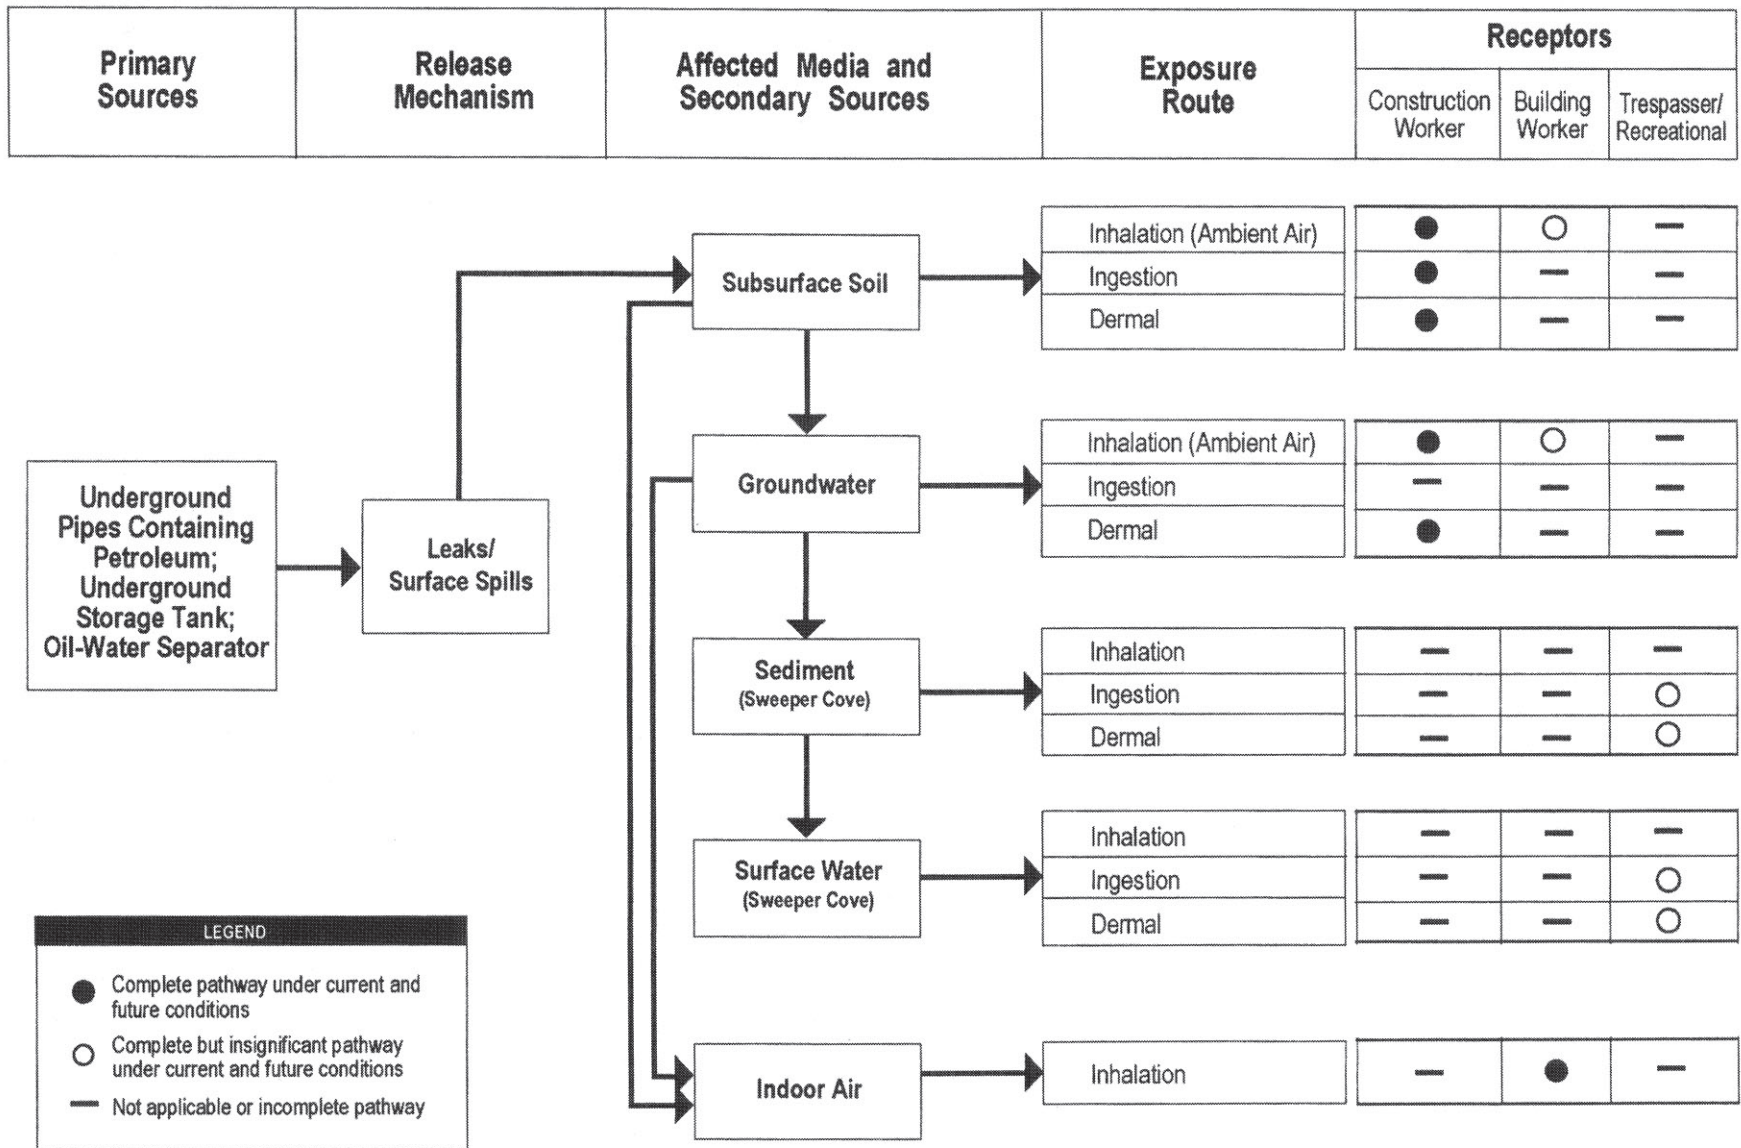 Primary
Sources
Release
Mechanism
Affected Media and
Secondary Sources
Exposure
Route
Receptors
Construction
Worker
Building
Worker
Trespasser/
Recreational
Subsurface Soil
Inhalation (Ambient Air)
Ingestion
Dermal
Groundwater
Inhalation (Ambient Air)
Ingestion
Dermal
Underground
Pipes Containing
Petroleum;
Underground
Storage Tank;
Oil-Water Separator
Leaks/
Surface Spills
Sediment
(Sweeper Cove)
Inhalation
Ingestion
Dermal
Surface Water
(Sweeper Cove)
Inhalation
Ingestion
Dermal
Indoor Air
Inhalation
LEGEND
Complete pathway under current and
future conditions
Complete but insignificant pathway
under current and future conditions
Not applicable or incomplete pathway